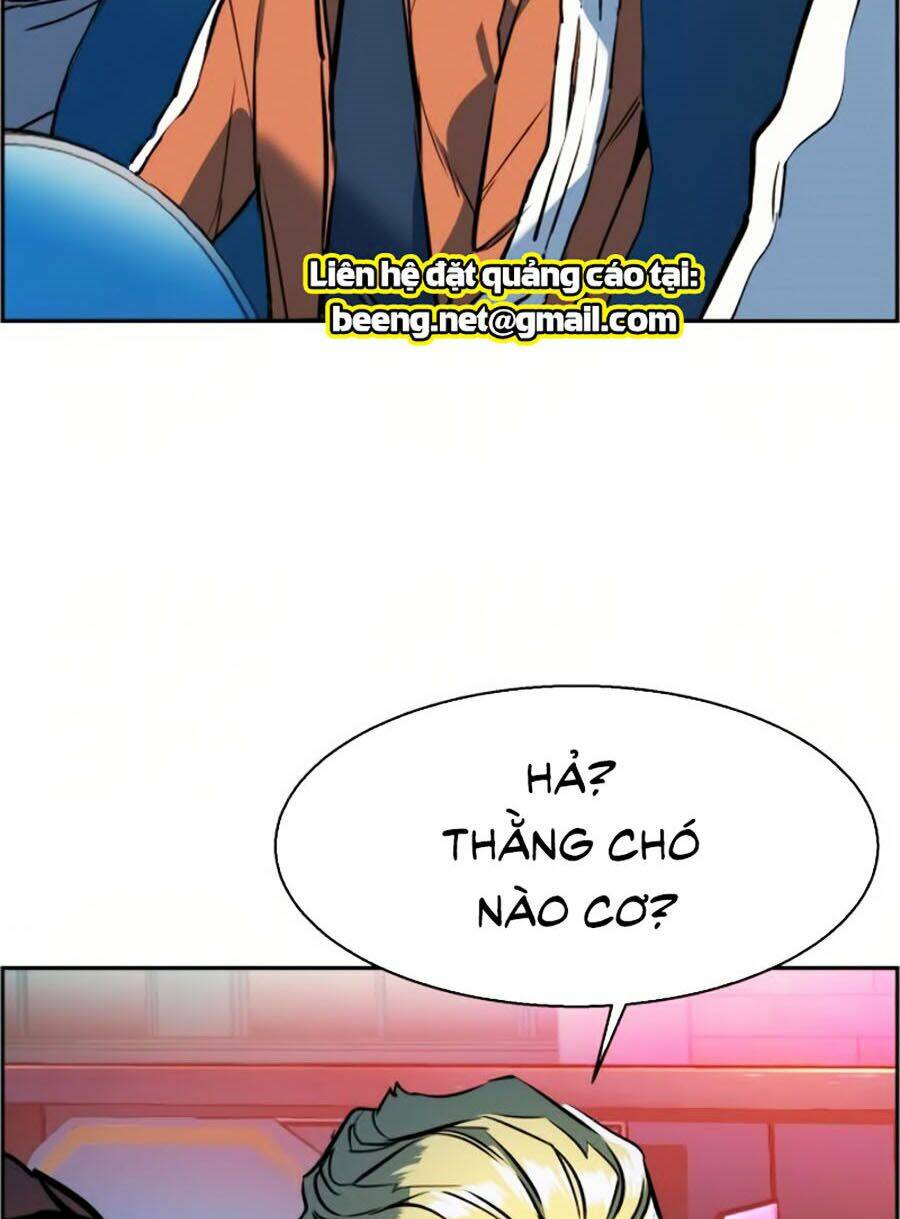 Liên hệ đặt quảng cáo tại:
beeng.net@gmail.com
HẢ?
THẰNG CHÓ
NÀO CƠ?